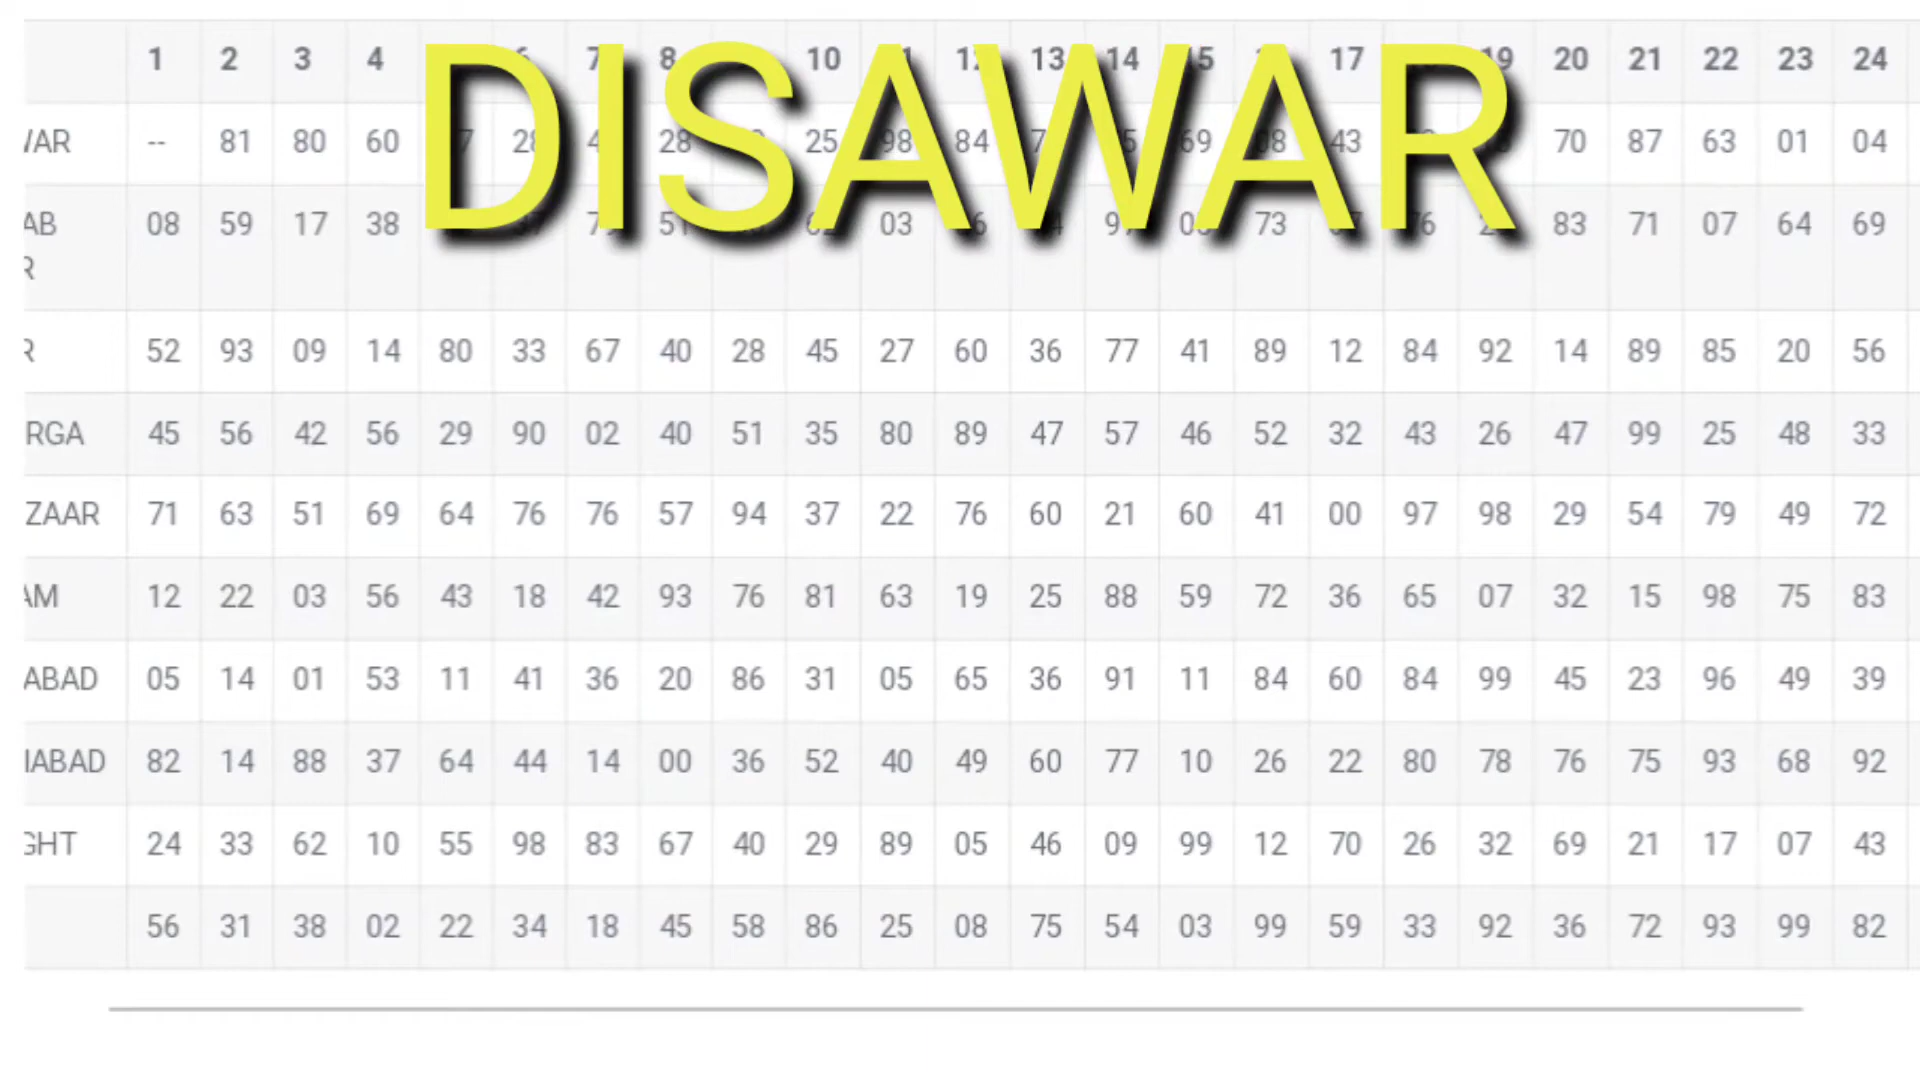 DISAWAR
1 2 3 4 7 8 10 12 13 14 15 17 19 20 21 22 23 24
-- 81 80 60 28 28 25 98 84 69 08 43 70 87 63 01 04
AB 08 59 17 38 37 51 03 73 83 71 07 64 69
R
R 52 93 09 14 80 33 67 40 28 45 27 60 36 77 41 89 12 84 92 14 89 85 20 56
RGA 45 56 42 56 29 90 02 40 51 35 80 89 47 57 46 52 32 43 26 47 99 25 48 33
ZAAR 71 63 51 69 64 76 76 57 94 37 22 76 60 21 60 41 00 97 98 29 54 79 49 72
AM 12 22 03 56 43 18 42 93 76 81 63 19 25 88 59 72 36 65 07 32 15 98 75 83
ABAD 05 14 01 53 11 41 36 20 86 31 05 65 36 91 11 84 60 84 99 45 23 96 49 39
IABAD 82 14 88 37 64 44 14 00 36 52 40 49 60 77 10 26 22 80 78 76 75 93 68 92
GHT 24 33 62 10 55 98 83 67 40 29 89 05 46 09 99 12 70 26 32 69 21 17 07 43
56 31 38 02 22 34 18 45 58 86 25 08 75 54 03 99 59 33 92 36 72 93 99 82